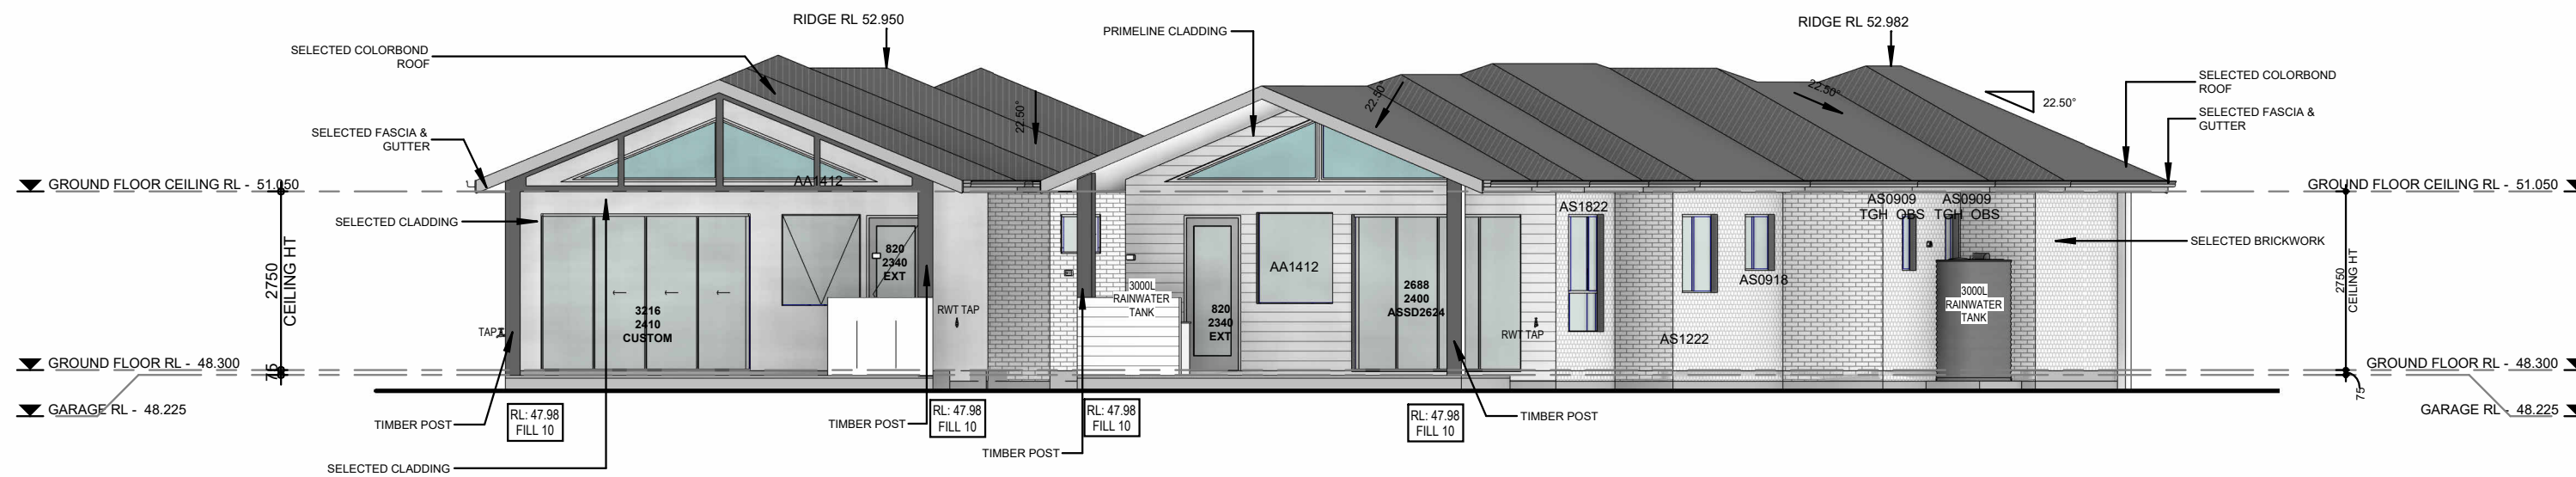 RIDGE RL 52.950
PRIMELINE CLADDING
RIDGE RL 52.982
SELECTED COLORBOND
ROOF
SELECTED COLORBOND
ROOF
22.50°
22.50°
22.50°
22.50°
SELECTED FASCIA &
GUTTER
SELECTED FASCIA &
GUTTER
GROUND FLOOR CEILING RL - 51.050
AA1412
GROUND FLOOR CEILING RL - 51.050
SELECTED CLADDING
AS1822
AS0909
TGH OBS
AS0909
TGH OBS
SELECTED BRICKWORK
2750
CEILING HT
820
2340
EXT
AA1412
AS0918
2750
CEILING HT
3216
2410
CUSTOM
RWT TAP
3000L
RAINWATER
TANK
820
2340
EXT
2688
2400
ASSD2624
RWT TAP
3000L
RAINWATER
TANK
TAP
AS1222
GROUND FLOOR RL - 48.300
75
GROUND FLOOR RL - 48.300
75
GARAGE RL - 48.225
GARAGE RL - 48.225
TIMBER POST
RL: 47.98
FILL 10
TIMBER POST
RL: 47.98
FILL 10
RL: 47.98
FILL 10
RL: 47.98
FILL 10
TIMBER POST
TIMBER POST
SELECTED CLADDING